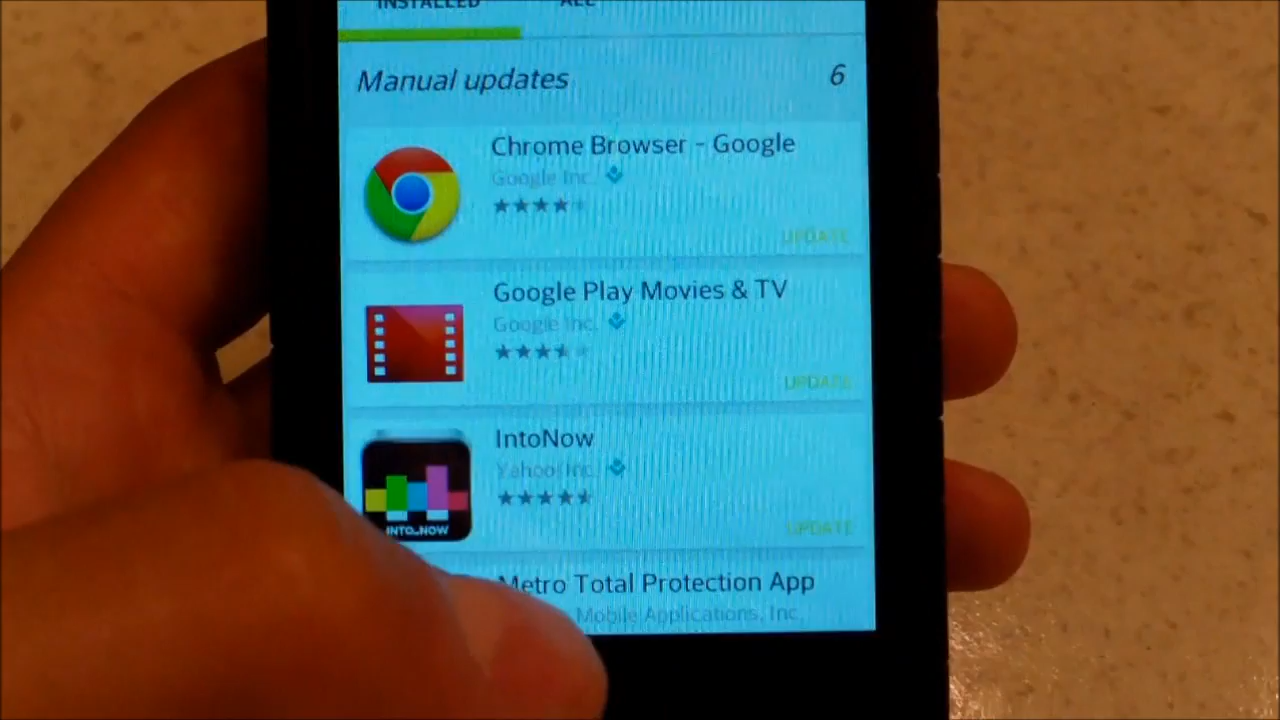 INSTALLED ALL
Manual updates 6
Chrome Browser - Google
Google Inc.
UPDATE
Google Play Movies & TV
Google Inc.
UPDATE
IntoNow
Yahoo! Inc.
UPDATE
INTO_NOW
Metro Total Protection App
Mobile Applications, Inc.